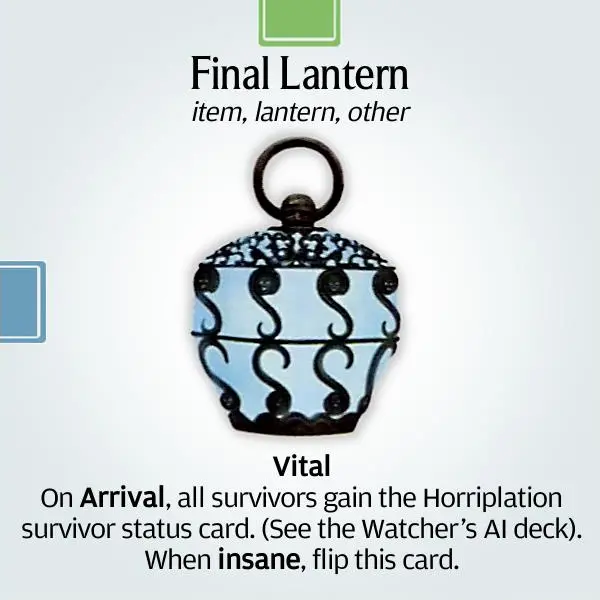 Final Lantern
item, lantern, other
Vital
On Arrival, all survivors gain the Horriplation
survivor status card. (See the Watcher's AI deck).
When insane, flip this card.